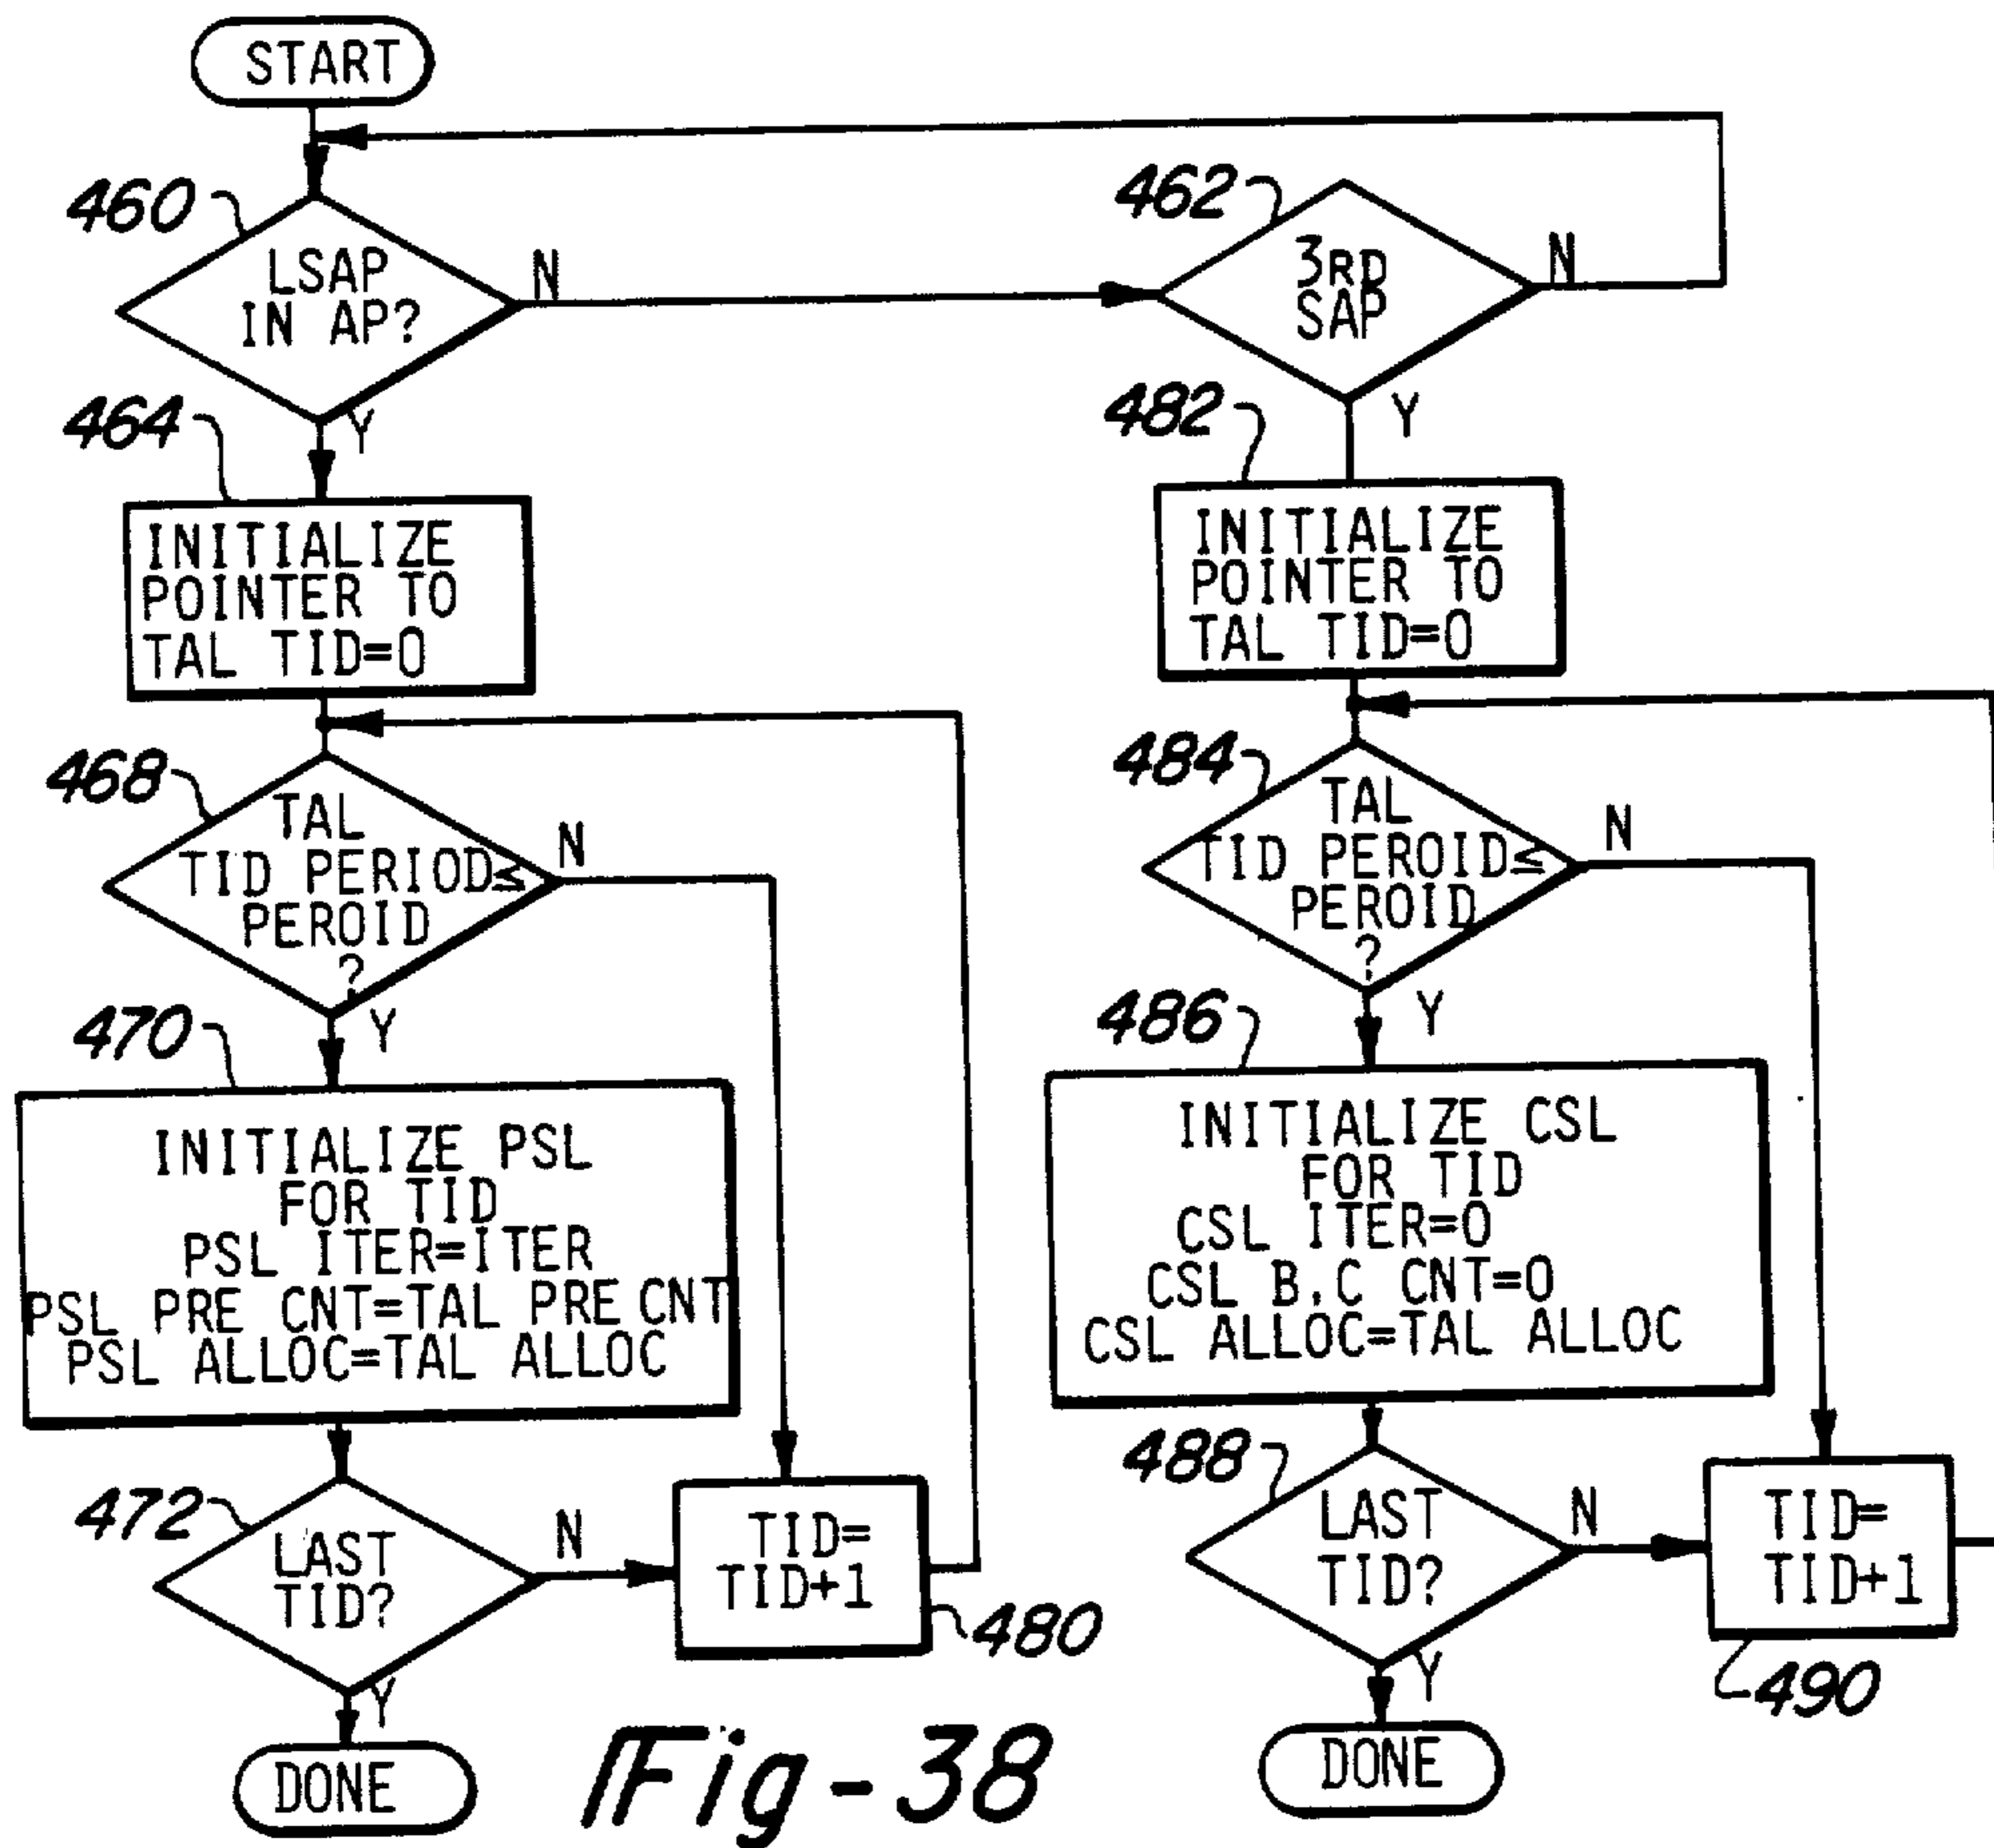 START
460
LSAP
IN AP?
N
Y
462
3RD
SAP
N
Y
464
INITIALIZE
POINTER TO
TAL TID=0
482
INITIALIZE
POINTER TO
TAL TID=0
468
TAL
TID PERIOD≤
PEROID
?
N
Y
484
TAL
TID PEROID≤
PEROID
?
N
Y
470
INITIALIZE PSL
FOR TID
PSL ITER=ITER
PSL PRE CNT=TAL PRE CNT
PSL ALLOC=TAL ALLOC
486
INITIALIZE CSL
FOR TID
CSL ITER=0
CSL B,C CNT=0
CSL ALLOC=TAL ALLOC
472
LAST
TID?
N
Y
TID=
TID+1
480
488
LAST
TID?
N
Y
TID=
TID+1
490
DONE
DONE
Fig-38